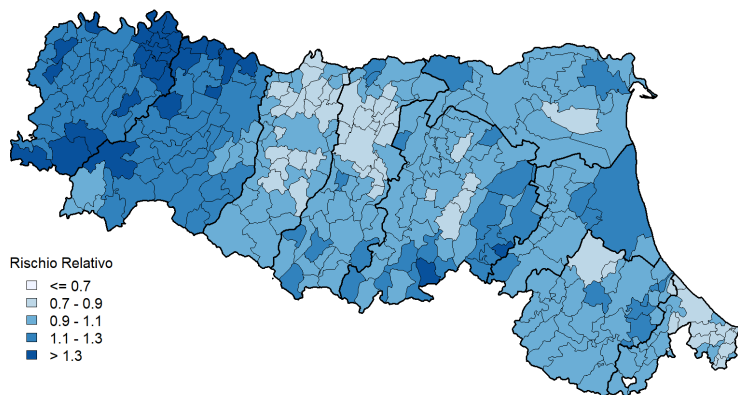 Rischio Relativo
<= 0.7
0.7 - 0.9
0.9 - 1.1
1.1 - 1.3
> 1.3